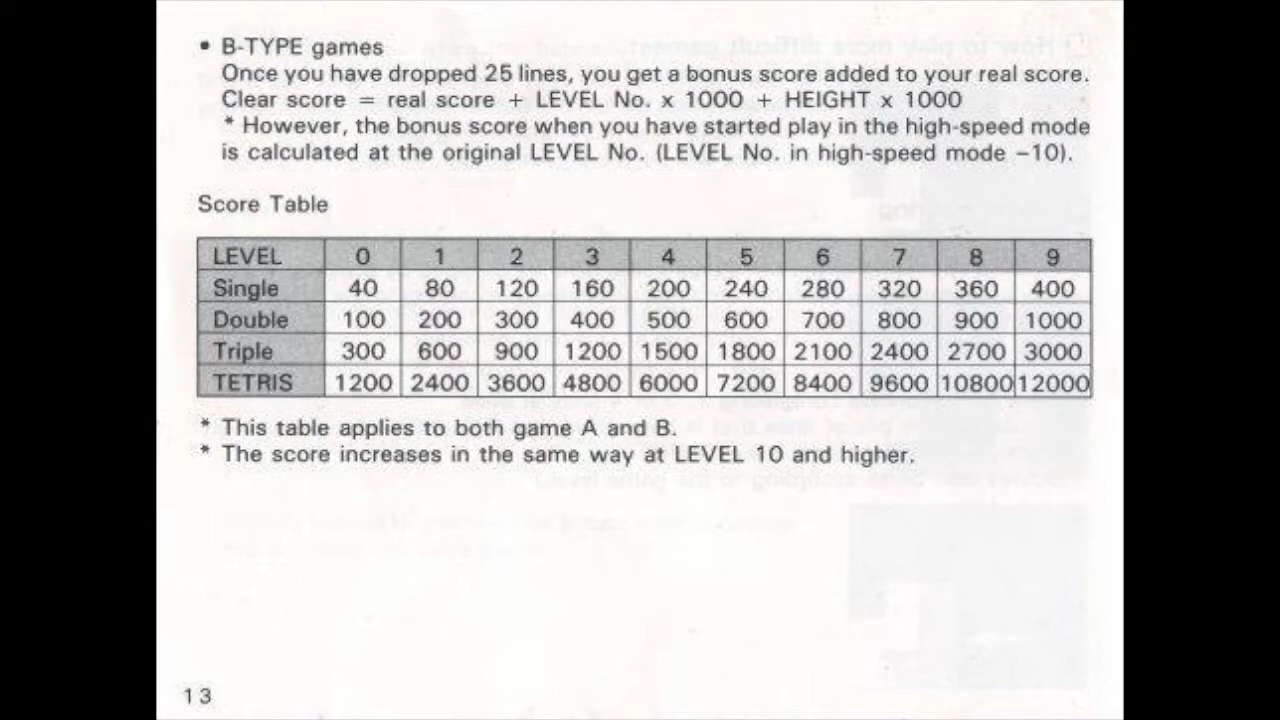 • B-TYPE games
Once you have dropped 25 lines, you get a bonus score added to your real score.
Clear score = real score + LEVEL No. x 1000 + HEIGHT x 1000
* However, the bonus score when you have started play in the high-speed mode
is calculated at the original LEVEL No. (LEVEL No. in high-speed mode −10).
Score Table
LEVEL 0 1 2 3 4 5 6 7 8 9
Single 40 80 120 160 200 240 280 320 360 400
Double 100 200 300 400 500 600 700 800 900 1000
Triple 300 600 900 1200 1500 1800 2100 2400 2700 3000
TETRIS 1200 2400 3600 4800 6000 7200 8400 9600 10800 12000
* This table applies to both game A and B.
* The score increases in the same way at LEVEL 10 and higher.
13